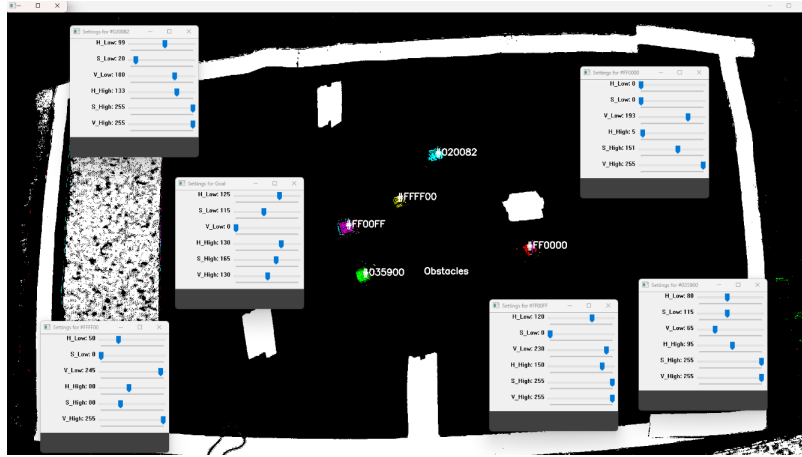 Settings for #020082
H_Low: 99
S_Low: 20
V_Low: 180
H_High: 133
S_High: 255
V_High: 255
Settings for #FF0000
H_Low: 0
S_Low: 0
V_Low: 193
H_High: 5
S_High: 151
V_High: 255
Settings for Goal
H_Low: 125
S_Low: 115
V_Low: 0
H_High: 130
S_High: 165
V_High: 130
#020082
#FFFF00
#FF00FF
#FF0000
#035900
Obstacles
Settings for #035900
H_Low: 80
S_Low: 115
V_Low: 65
H_High: 95
S_High: 255
V_High: 255
Settings for #FF00FF
H_Low: 120
S_Low: 0
V_Low: 230
H_High: 150
S_High: 255
V_High: 255
Settings for #FFFF00
H_Low: 50
S_Low: 0
V_Low: 245
H_High: 80
S_High: 80
V_High: 255